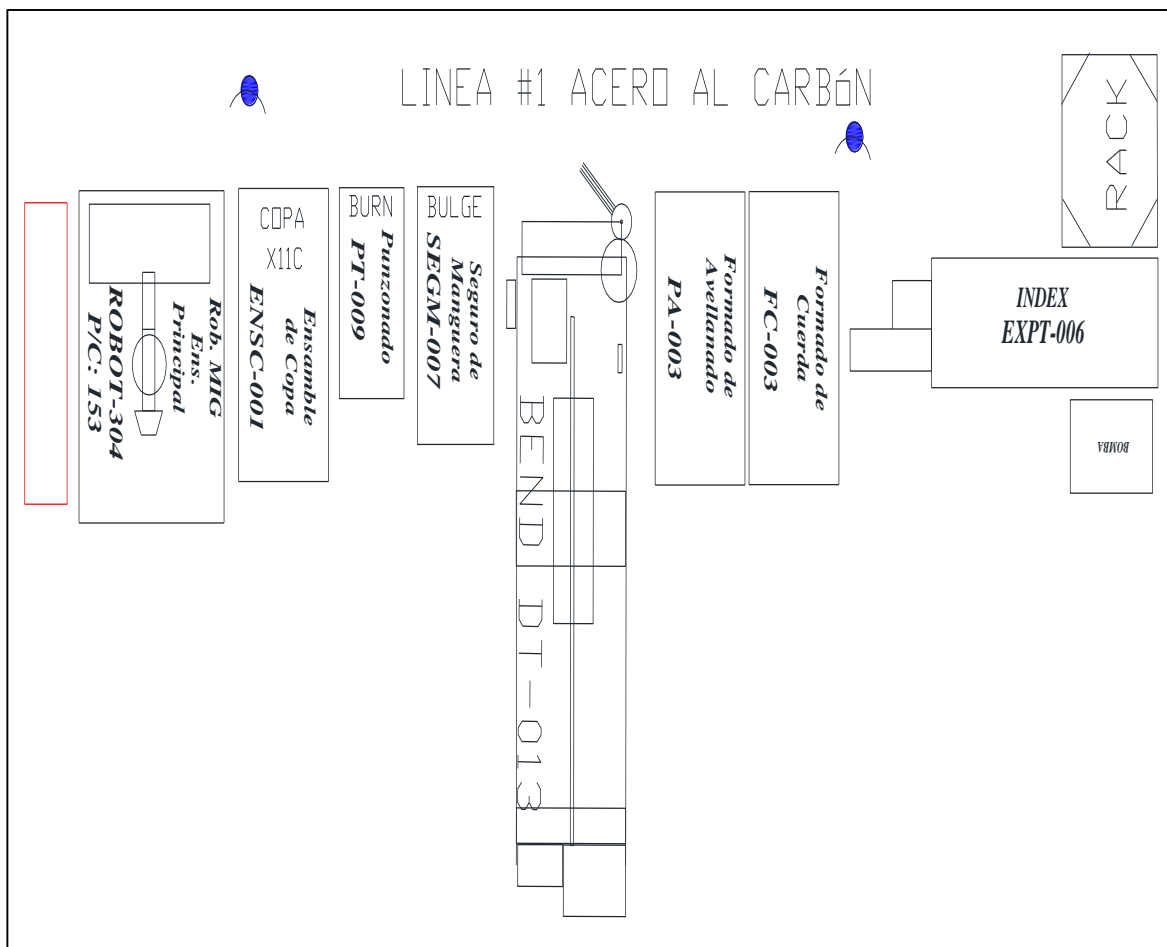 LINEA #1 ACERO AL CARBóN
RACK
COPA
X11C
Ensamble
de Copa
ENSC-001
BURN
Punzonado
PT-009
BULGE
Seguro de
Manguera
SEGM-007
Formado de
Avellanado
PA-003
Formado de
Cuerda
FC-003
INDEX
EXPT-006
BOMBA
Rob. MIG
Ens.
Principal
ROBOT-304
P/C: 153
BEND DT-013